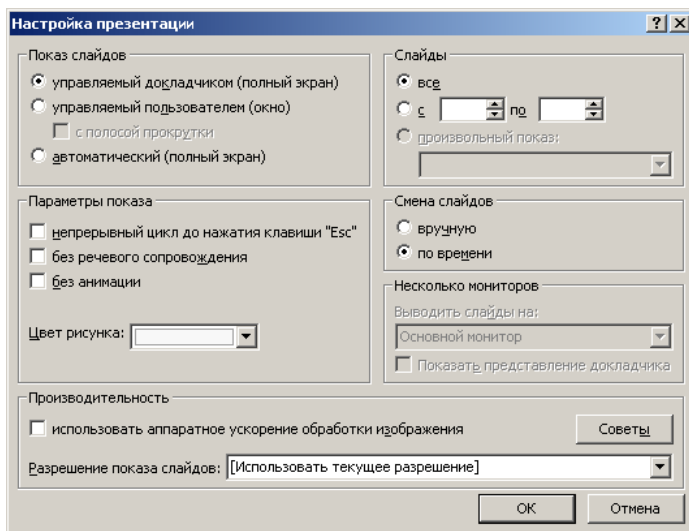 Настройка презентации
Показ слайдов
управляемый докладчиком (полный экран)
управляемый пользователем (окно)
с полосой прокрутки
автоматический (полный экран)
Слайды
все
с по
произвольный показ:
Параметры показа
непрерывный цикл до нажатия клавиши "Esc"
без речевого сопровождения
без анимации
Цвет рисунка:
Смена слайдов
вручную
по времени
Несколько мониторов
Выводить слайды на:
Основной монитор
Показать представление докладчика
Производительность
использовать аппаратное ускорение обработки изображения
Советы
Разрешение показа слайдов: [Использовать текущее разрешение]
ОК Отмена